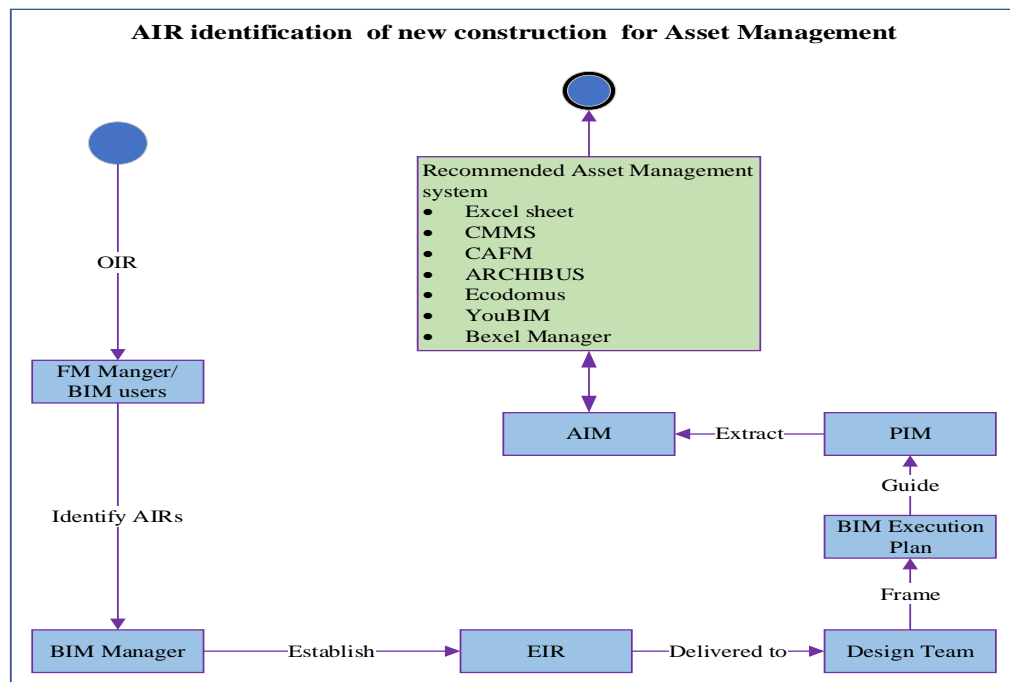 AIR identification of new construction for Asset Management
Recommended Asset Management
system
● Excel sheet
● CMMS
● CAFM
● ARCHIBUS
● Ecodomus
● YouBIM
● Bexel Manager
OIR
FM Manger/
BIM users
AIM
Extract
PIM
Guide
Identify AIRs
BIM Execution
Plan
Frame
BIM Manager
Establish
EIR
Delivered to
Design Team